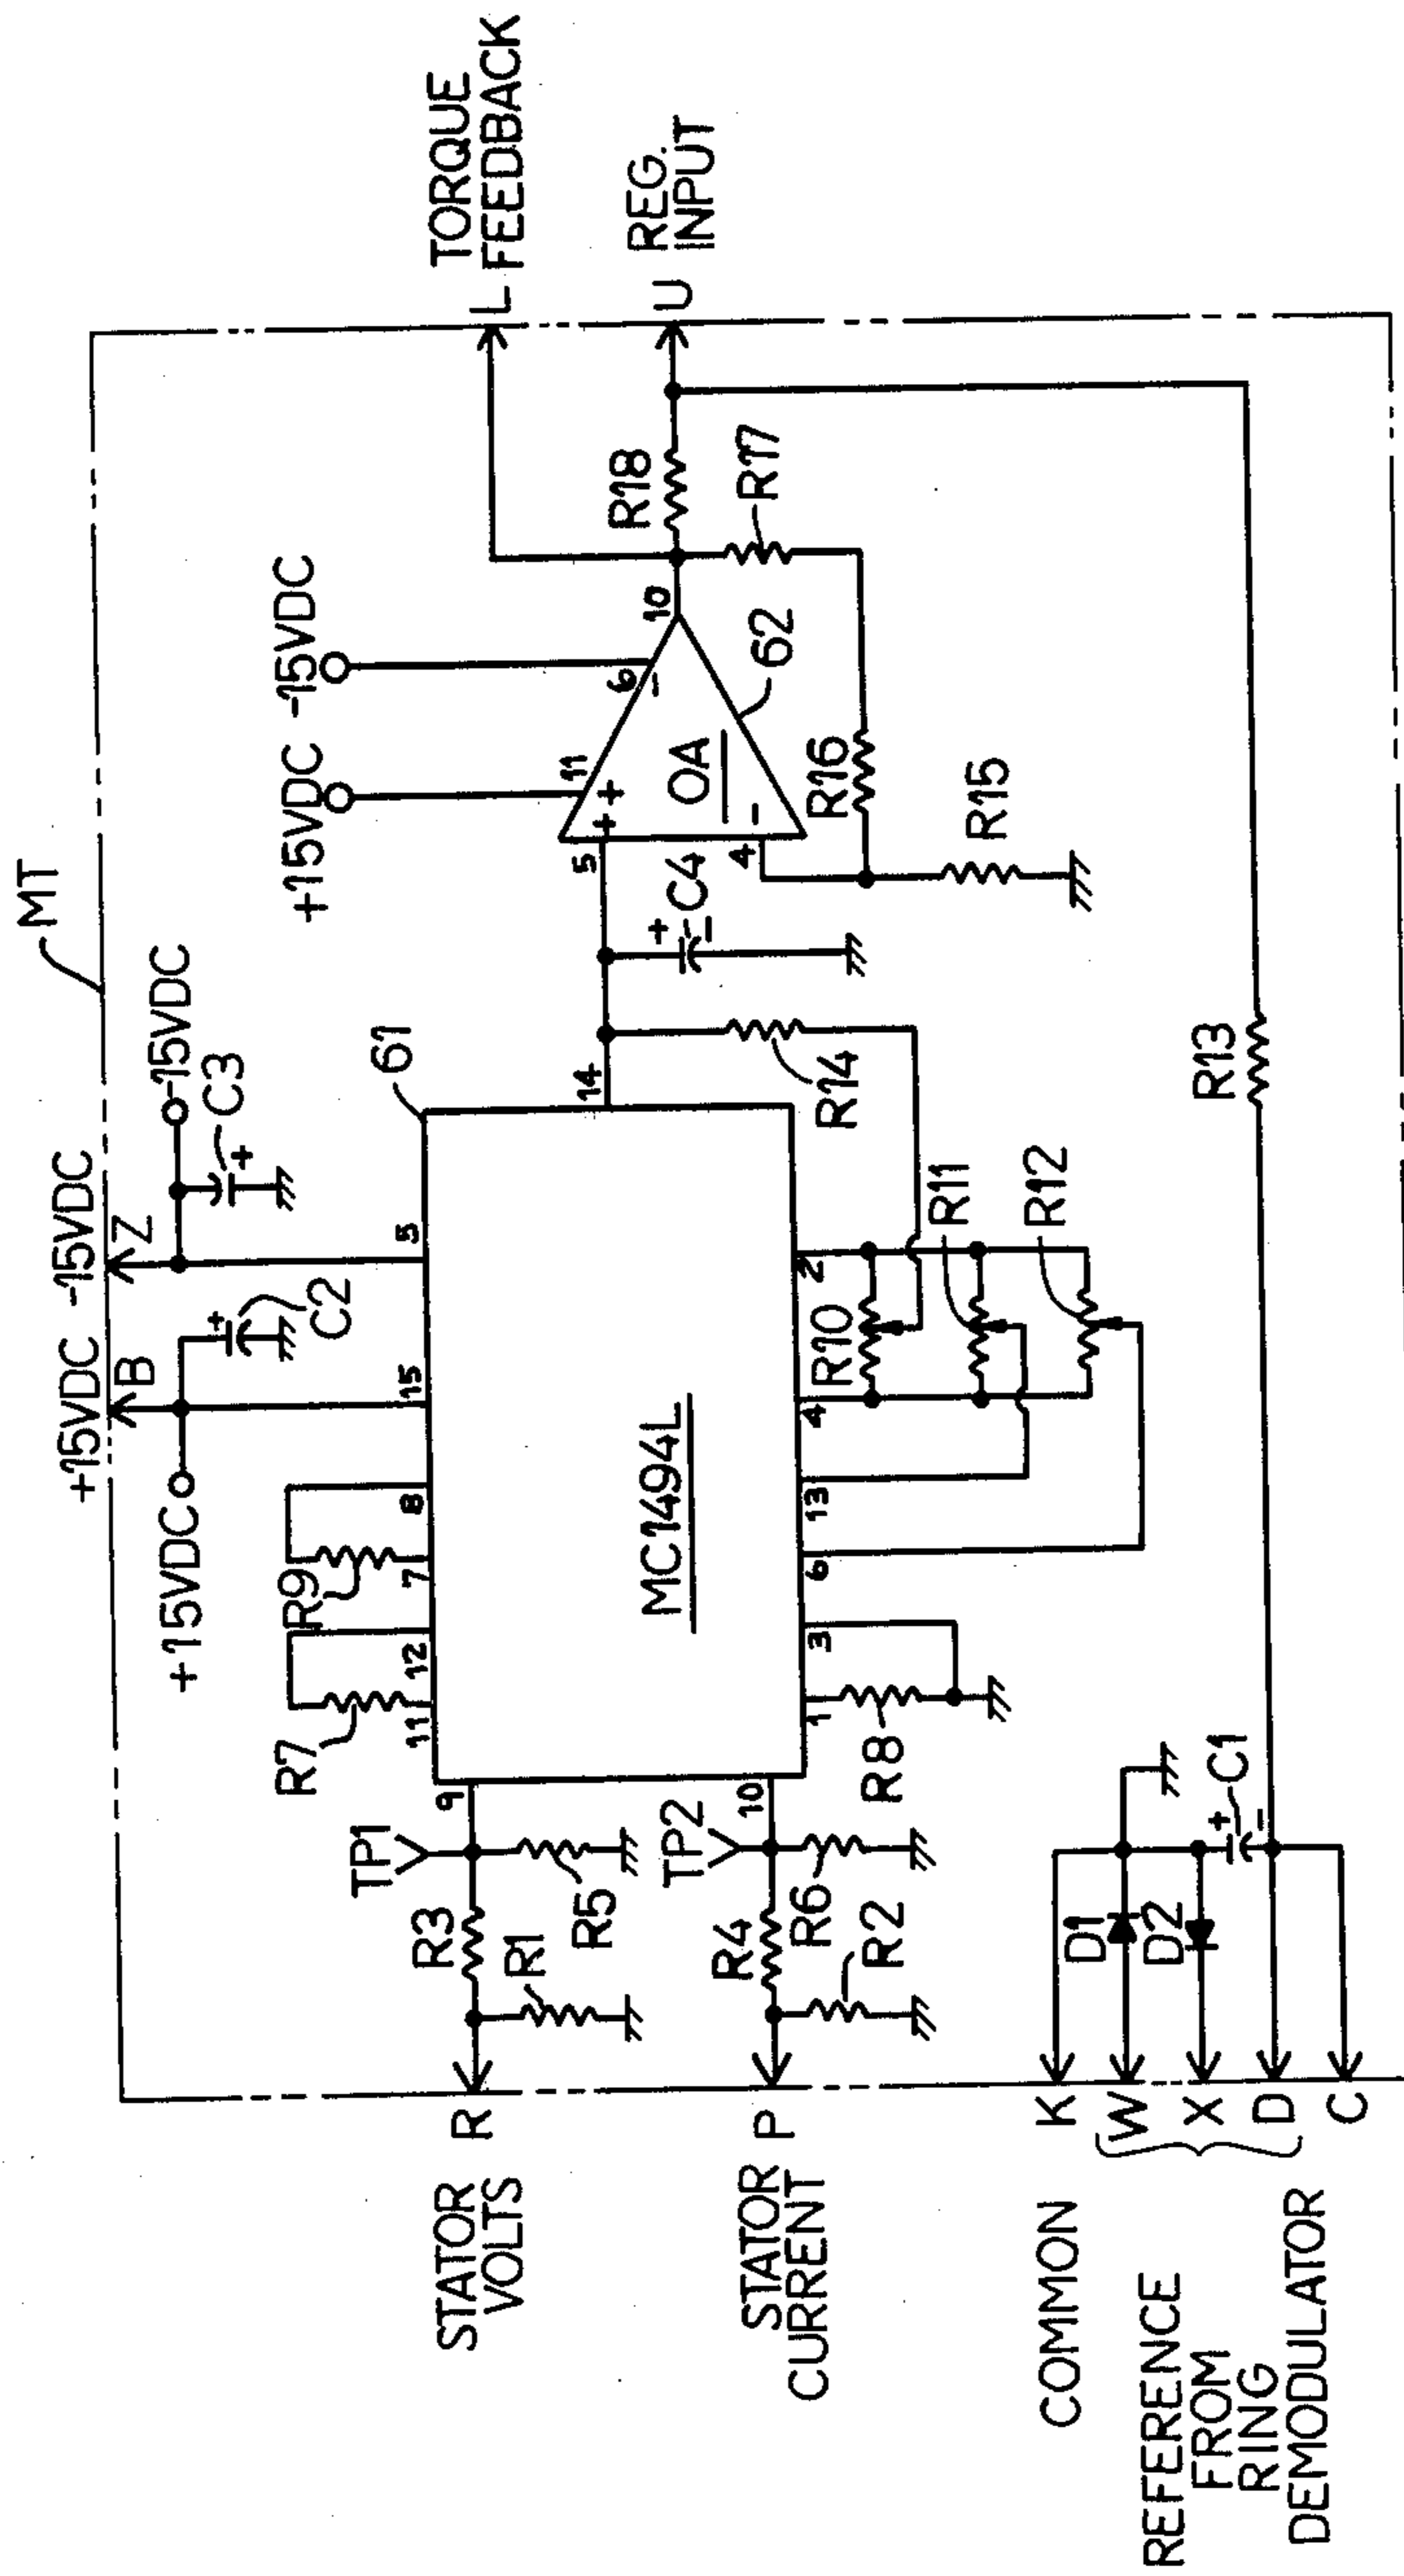 MT
+15VDC
-15VDC
B
Z
+15VDC
-15VDC
C2
+
C3
+
+15VDC
-15VDC
R7
R9
61
11
12
7
8
15
5
STATOR
VOLTS
R
R3
TP1
9
R1
R5
MC1494L
14
5
+
+
11
6
-
OA
10
4
-
62
L
TORQUE
FEEDBACK
R18
U
REG.
INPUT
R17
R16
R15
+
C4
-
R14
STATOR
CURRENT
P
R4
TP2
10
R2
R6
1
3
6
13
4
2
R8
R10
R11
R12
R13
COMMON
K
REFERENCE
FROM
RING
DEMODULATOR
W
X
D
C
D1
D2
+
C1
-